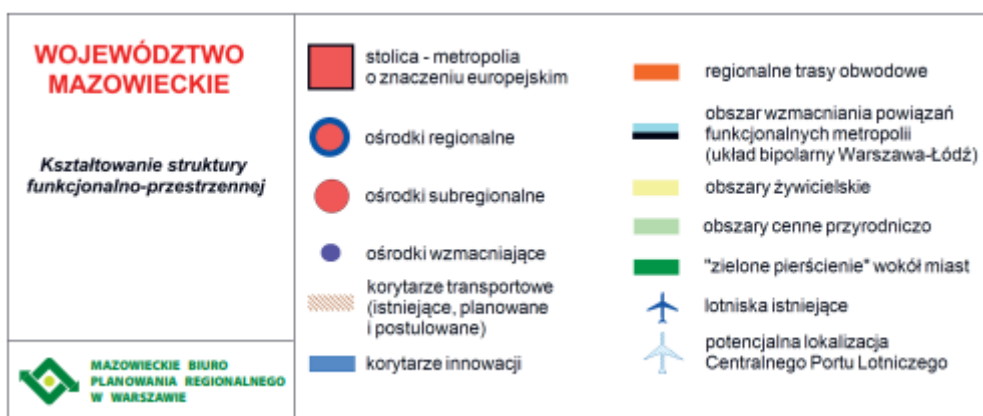 WOJEWÓDZTWO
MAZOWIECKIE
Kształtowanie struktury
funkcjonalno-przestrzennej
MAZOWIECKIE BIURO
PLANOWANIA REGIONALNEGO
W WARSZAWIE
stolica - metropolia
o znaczeniu europejskim
ośrodki regionalne
ośrodki subregionalne
ośrodki wzmacniające
korytarze transportowe
(istniejące, planowane
i postulowane)
korytarze innowacji
regionalne trasy obwodowe
obszar wzmacniania powiązań
funkcjonalnych metropolii
(układ bipolarny Warszawa-Łódź)
obszary żywicielskie
obszary cenne przyrodniczo
"zielone pierścienie" wokół miast
lotniska istniejące
potencjalna lokalizacja
Centralnego Portu Lotniczego